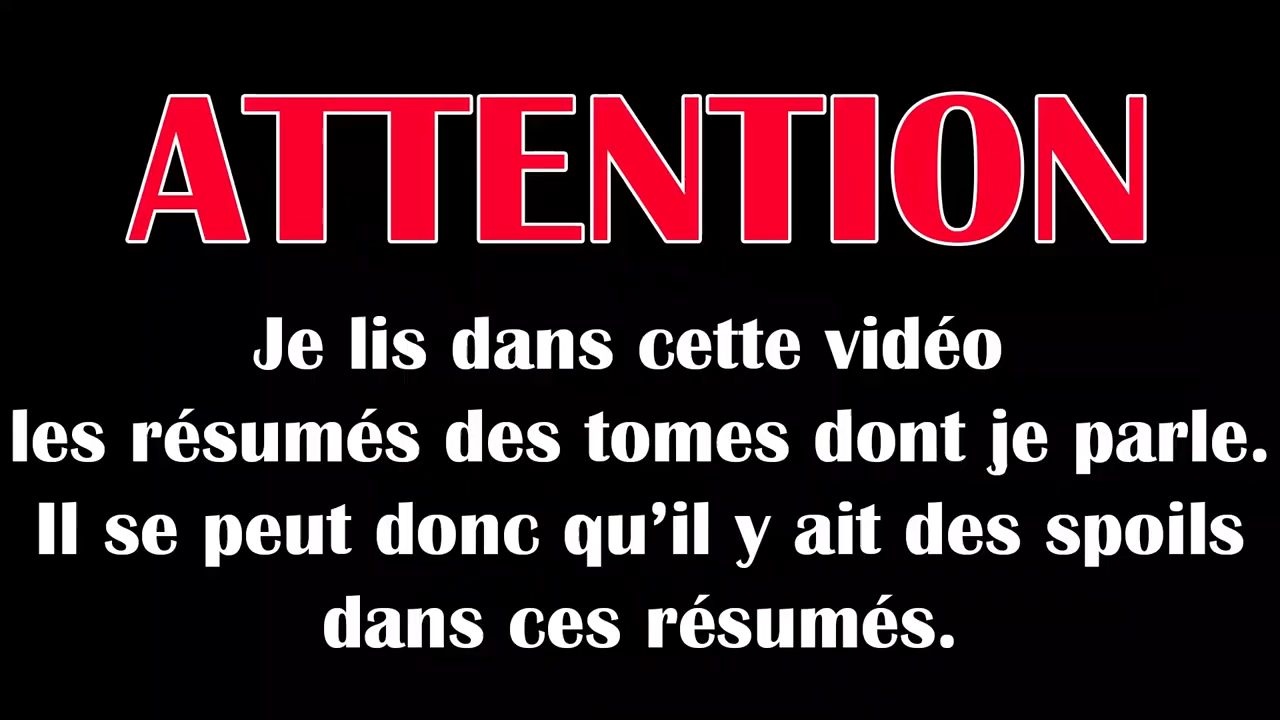 ATTENTION
Je lis dans cette vidéo
les résumés des tomes dont je parle.
Il se peut donc qu’il y ait des spoils
dans ces résumés.